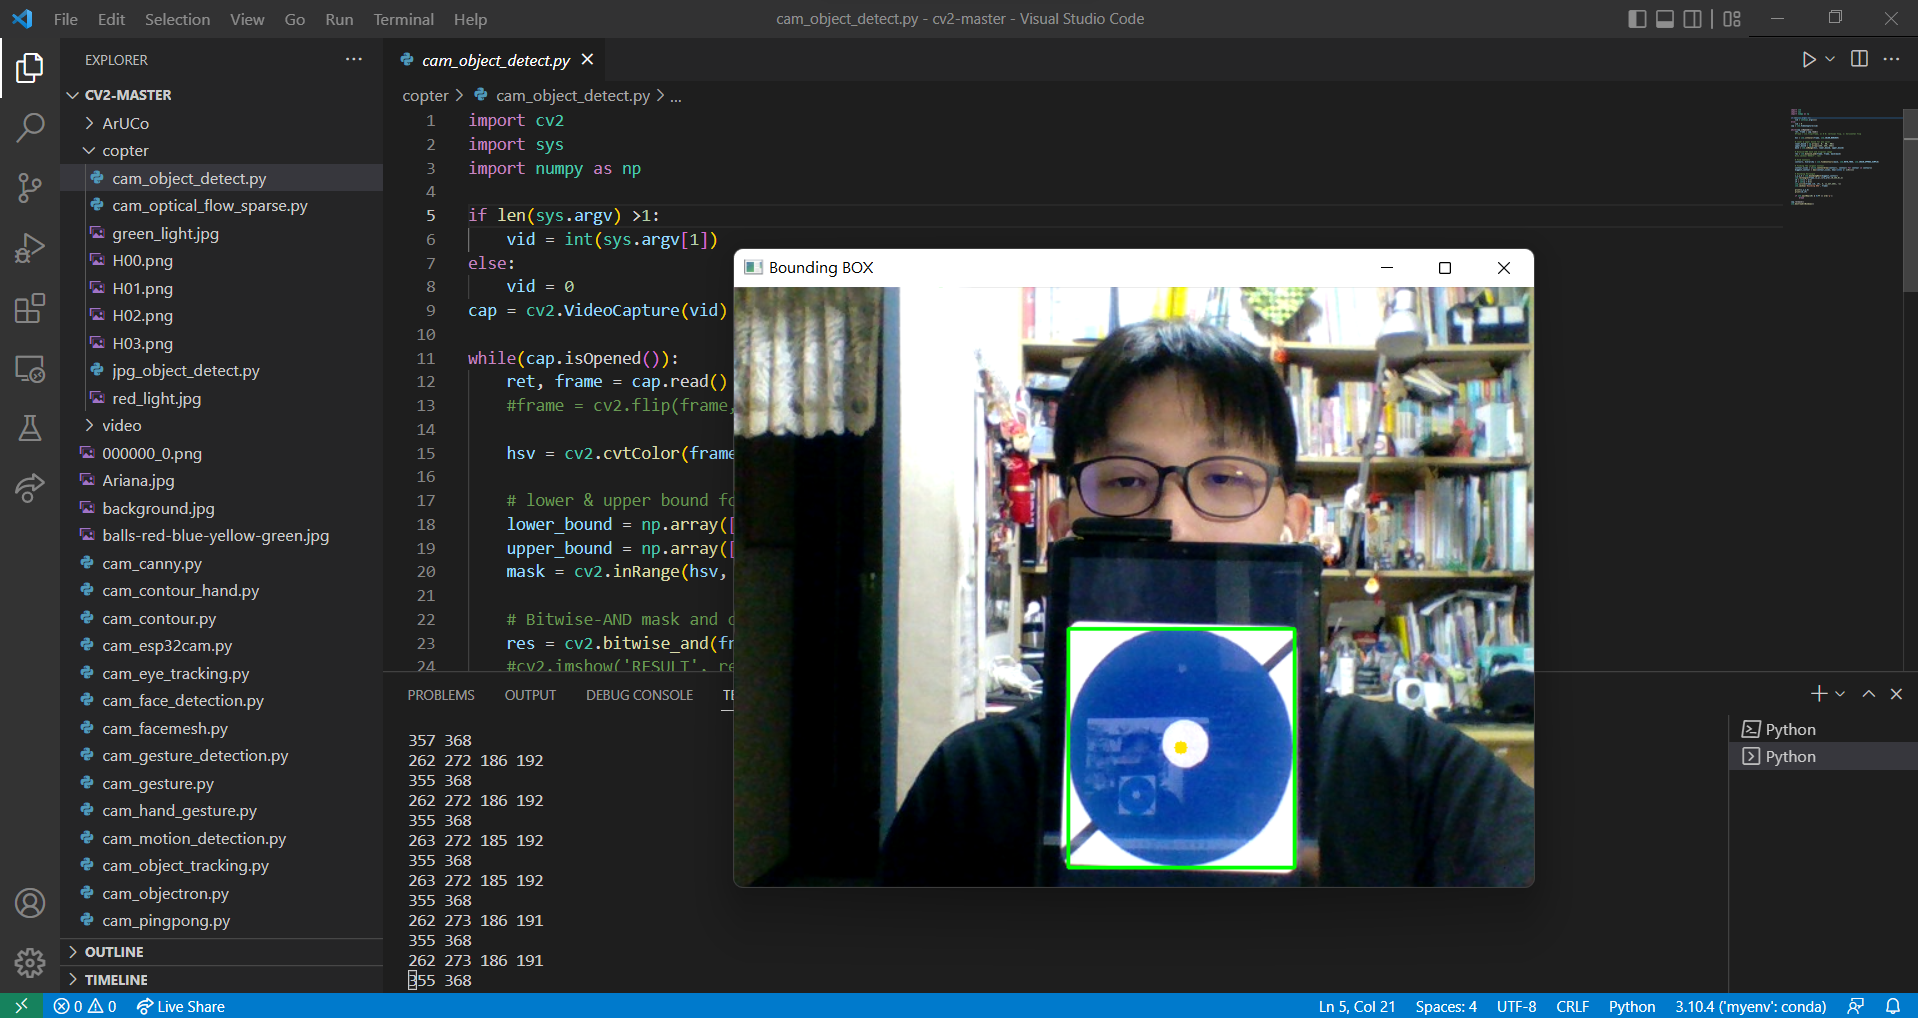 File Edit Selection View Go Run Terminal Help
cam_object_detect.py - cv2-master - Visual Studio Code
EXPLORER
CV2-MASTER
ArUCo
copter
cam_object_detect.py
cam_optical_flow_sparse.py
green_light.jpg
H00.png
H01.png
H02.png
H03.png
jpg_object_detect.py
red_light.jpg
video
000000_0.png
Ariana.jpg
background.jpg
balls-red-blue-yellow-green.jpg
cam_canny.py
cam_contour_hand.py
cam_contour.py
cam_esp32cam.py
cam_eye_tracking.py
cam_face_detection.py
cam_facemesh.py
cam_gesture_detection.py
cam_gesture.py
cam_hand_gesture.py
cam_motion_detection.py
cam_object_tracking.py
cam_objectron.py
cam_pingpong.py
OUTLINE
TIMELINE
cam_object_detect.py
copter > cam_object_detect.py > ...
1 import cv2
2 import sys
3 import numpy as np
4
5 if len(sys.argv) >1:
6 vid = int(sys.argv[1])
7 else:
8 vid = 0
9 cap = cv2.VideoCapture(vid)
10
11 while(cap.isOpened()):
12 ret, frame = cap.read()
13 #frame = cv2.flip(frame,
14
15 hsv = cv2.cvtColor(frame
16
17 # lower & upper bound fo
18 lower_bound = np.array([
19 upper_bound = np.array([
20 mask = cv2.inRange(hsv,
21
22 # Bitwise-AND mask and o
23 res = cv2.bitwise_and(fr
24 #cv2.imshow('RESULT', re
Bounding BOX
PROBLEMS OUTPUT DEBUG CONSOLE TE
357 368
262 272 186 192
355 368
262 272 186 192
355 368
263 272 185 192
355 368
263 272 185 192
355 368
262 273 186 191
355 368
262 273 186 191
355 368
Python
Python
0 0 Live Share
Ln 5, Col 21 Spaces: 4 UTF-8 CRLF Python 3.10.4 ('myenv': conda)